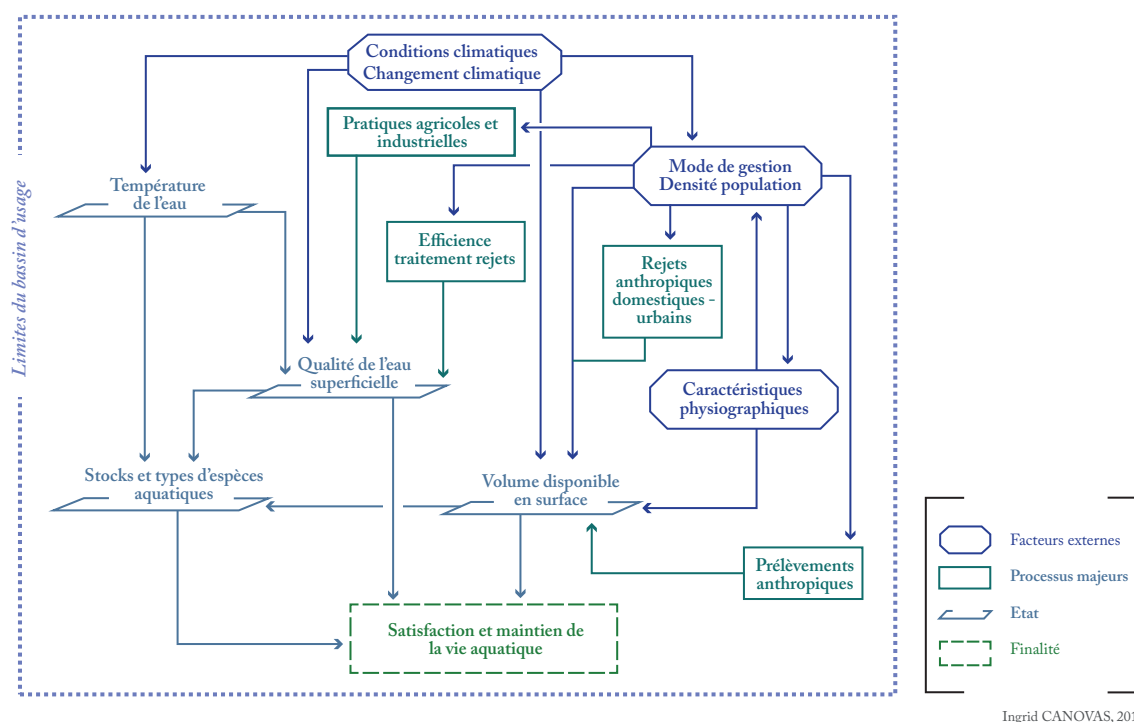 Conditions climatiques
Changement climatique
Pratiques agricoles et
industrielles
Mode de gestion
Densité population
Température
de l'eau
Efficience
traitement rejets
Rejets
anthropiques
domestiques -
urbains
Limites du bassin d'usage
Qualité de l'eau
superficielle
Caractéristiques
physiographiques
Stocks et types d'espèces
aquatiques
Volume disponible
en surface
Prélèvements
anthropiques
Satisfaction et maintien de
la vie aquatique
Facteurs externes
Processus majeurs
Etat
Finalité
Ingrid CANOVAS,